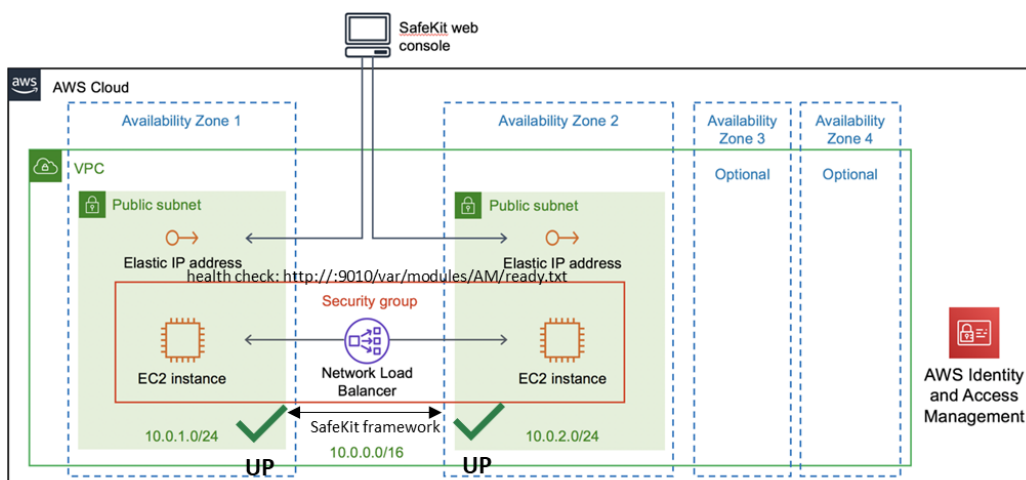 SafeKit web
console
aws
AWS Cloud
Availability Zone 1
Availability Zone 2
Availability
Zone 3
Optional
Availability
Zone 4
Optional
VPC
Public subnet
Public subnet
Elastic IP address
Elastic IP address
health check: http://:9010/var/modules/AM/ready.txt
Security group
EC2 instance
Network Load
Balancer
EC2 instance
SafeKit framework
10.0.1.0/24
10.0.0.0/16
10.0.2.0/24
UP
UP
AWS Identity
and Access
Management